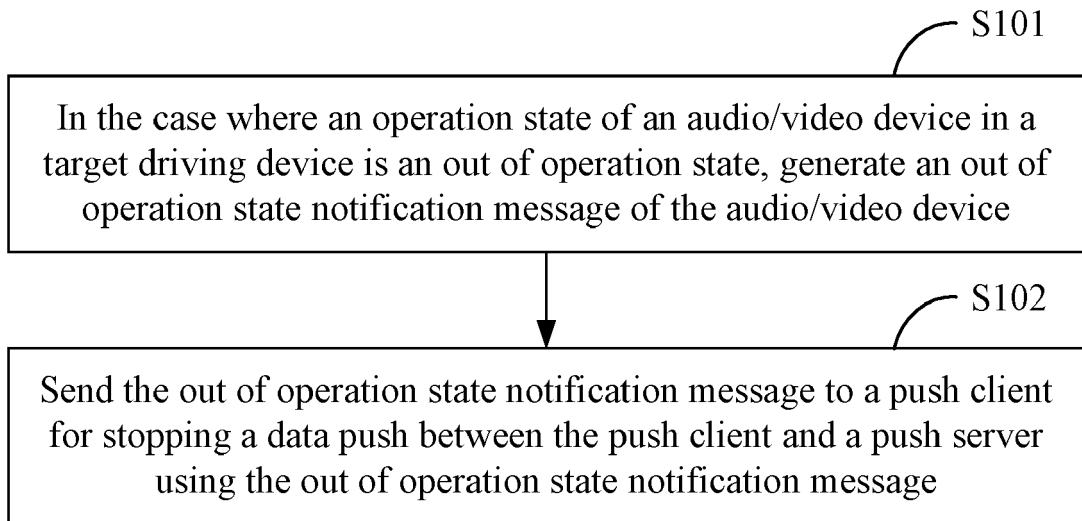 S101
In the case where an operation state of an audio/video device in a
target driving device is an out of operation state, generate an out of
operation state notification message of the audio/video device
S102
Send the out of operation state notification message to a push client
for stopping a data push between the push client and a push server
using the out of operation state notification message